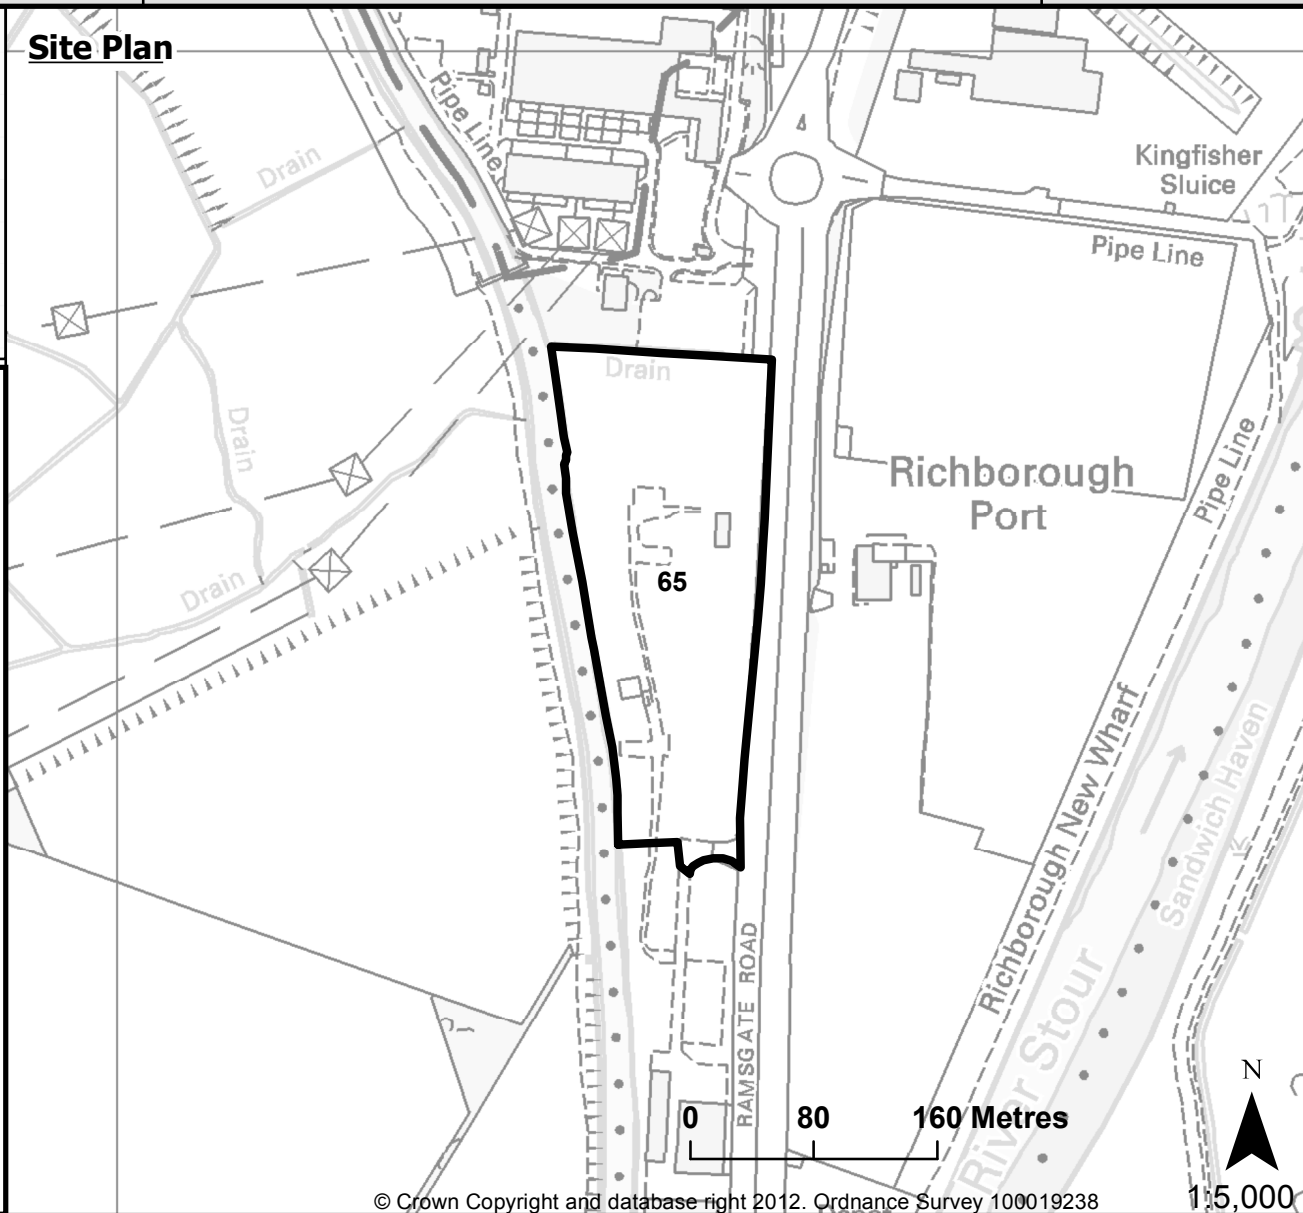 Site Plan
Pipe Line
Drain
Kingfisher
Sluice
Pipe Line
Drain
Drain
Richborough
Port
Pipe Line
Drain
65
Richborough New Wharf
Sandwich Haven
River Stour
RAMSGATE ROAD
N
0 80 160 Metres
1:5,000
© Crown Copyright and database right 2012. Ordnance Survey 100019238